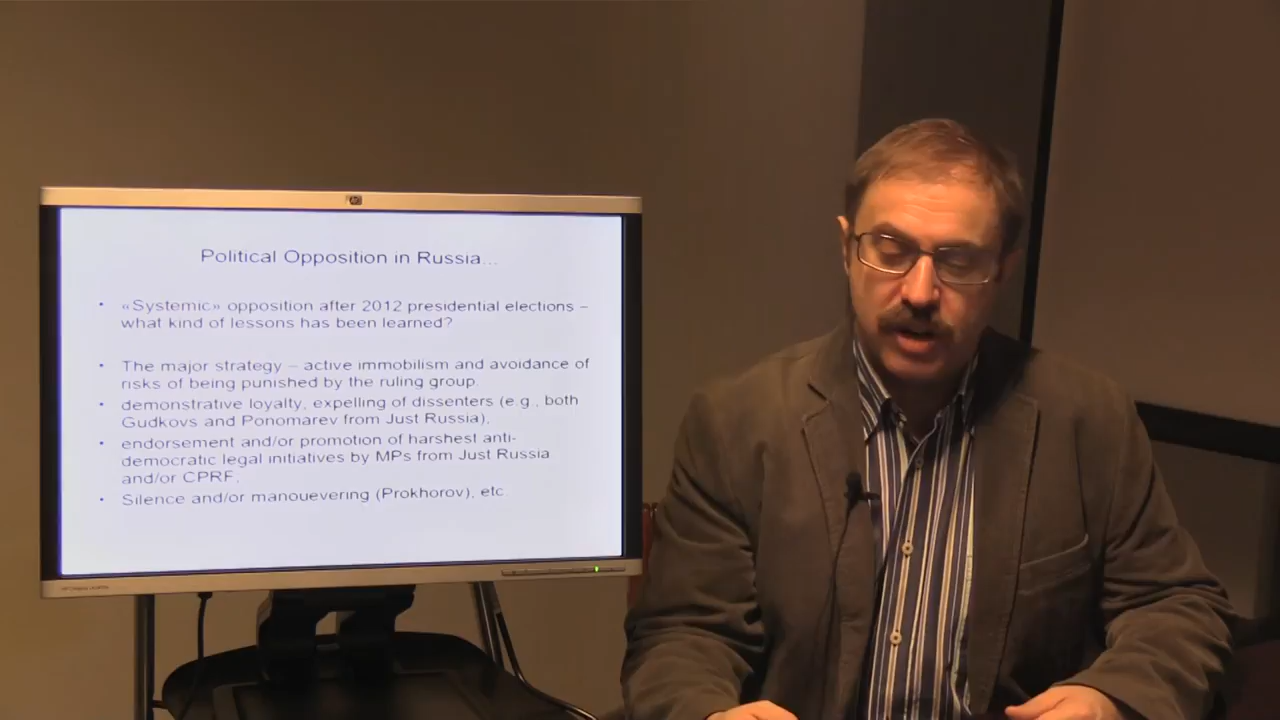 hp
Political Opposition in Russia...
• «Systemic» opposition after 2012 presidential elections –
what kind of lessons has been learned?
• The major strategy – active immobilism and avoidance of
risks of being punished by the ruling group.
• demonstrative loyalty, expelling of dissenters (e.g., both
Gudkovs and Ponomarev from Just Russia),
• endorsement and/or promotion of harshest anti-
democratic legal initiatives by MPs from Just Russia
and/or CPRF,
• Silence and/or manouevering (Prokhorov), etc.